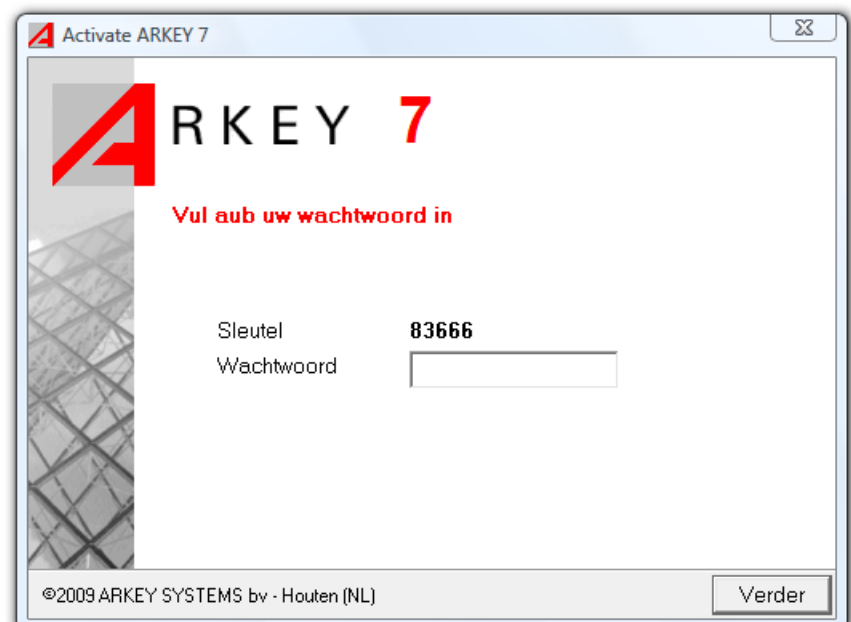 Activate ARKEY 7
ARKEY 7
Vul aub uw wachtwoord in
Sleutel 83666
Wachtwoord
©2009 ARKEY SYSTEMS bv - Houten (NL)
Verder